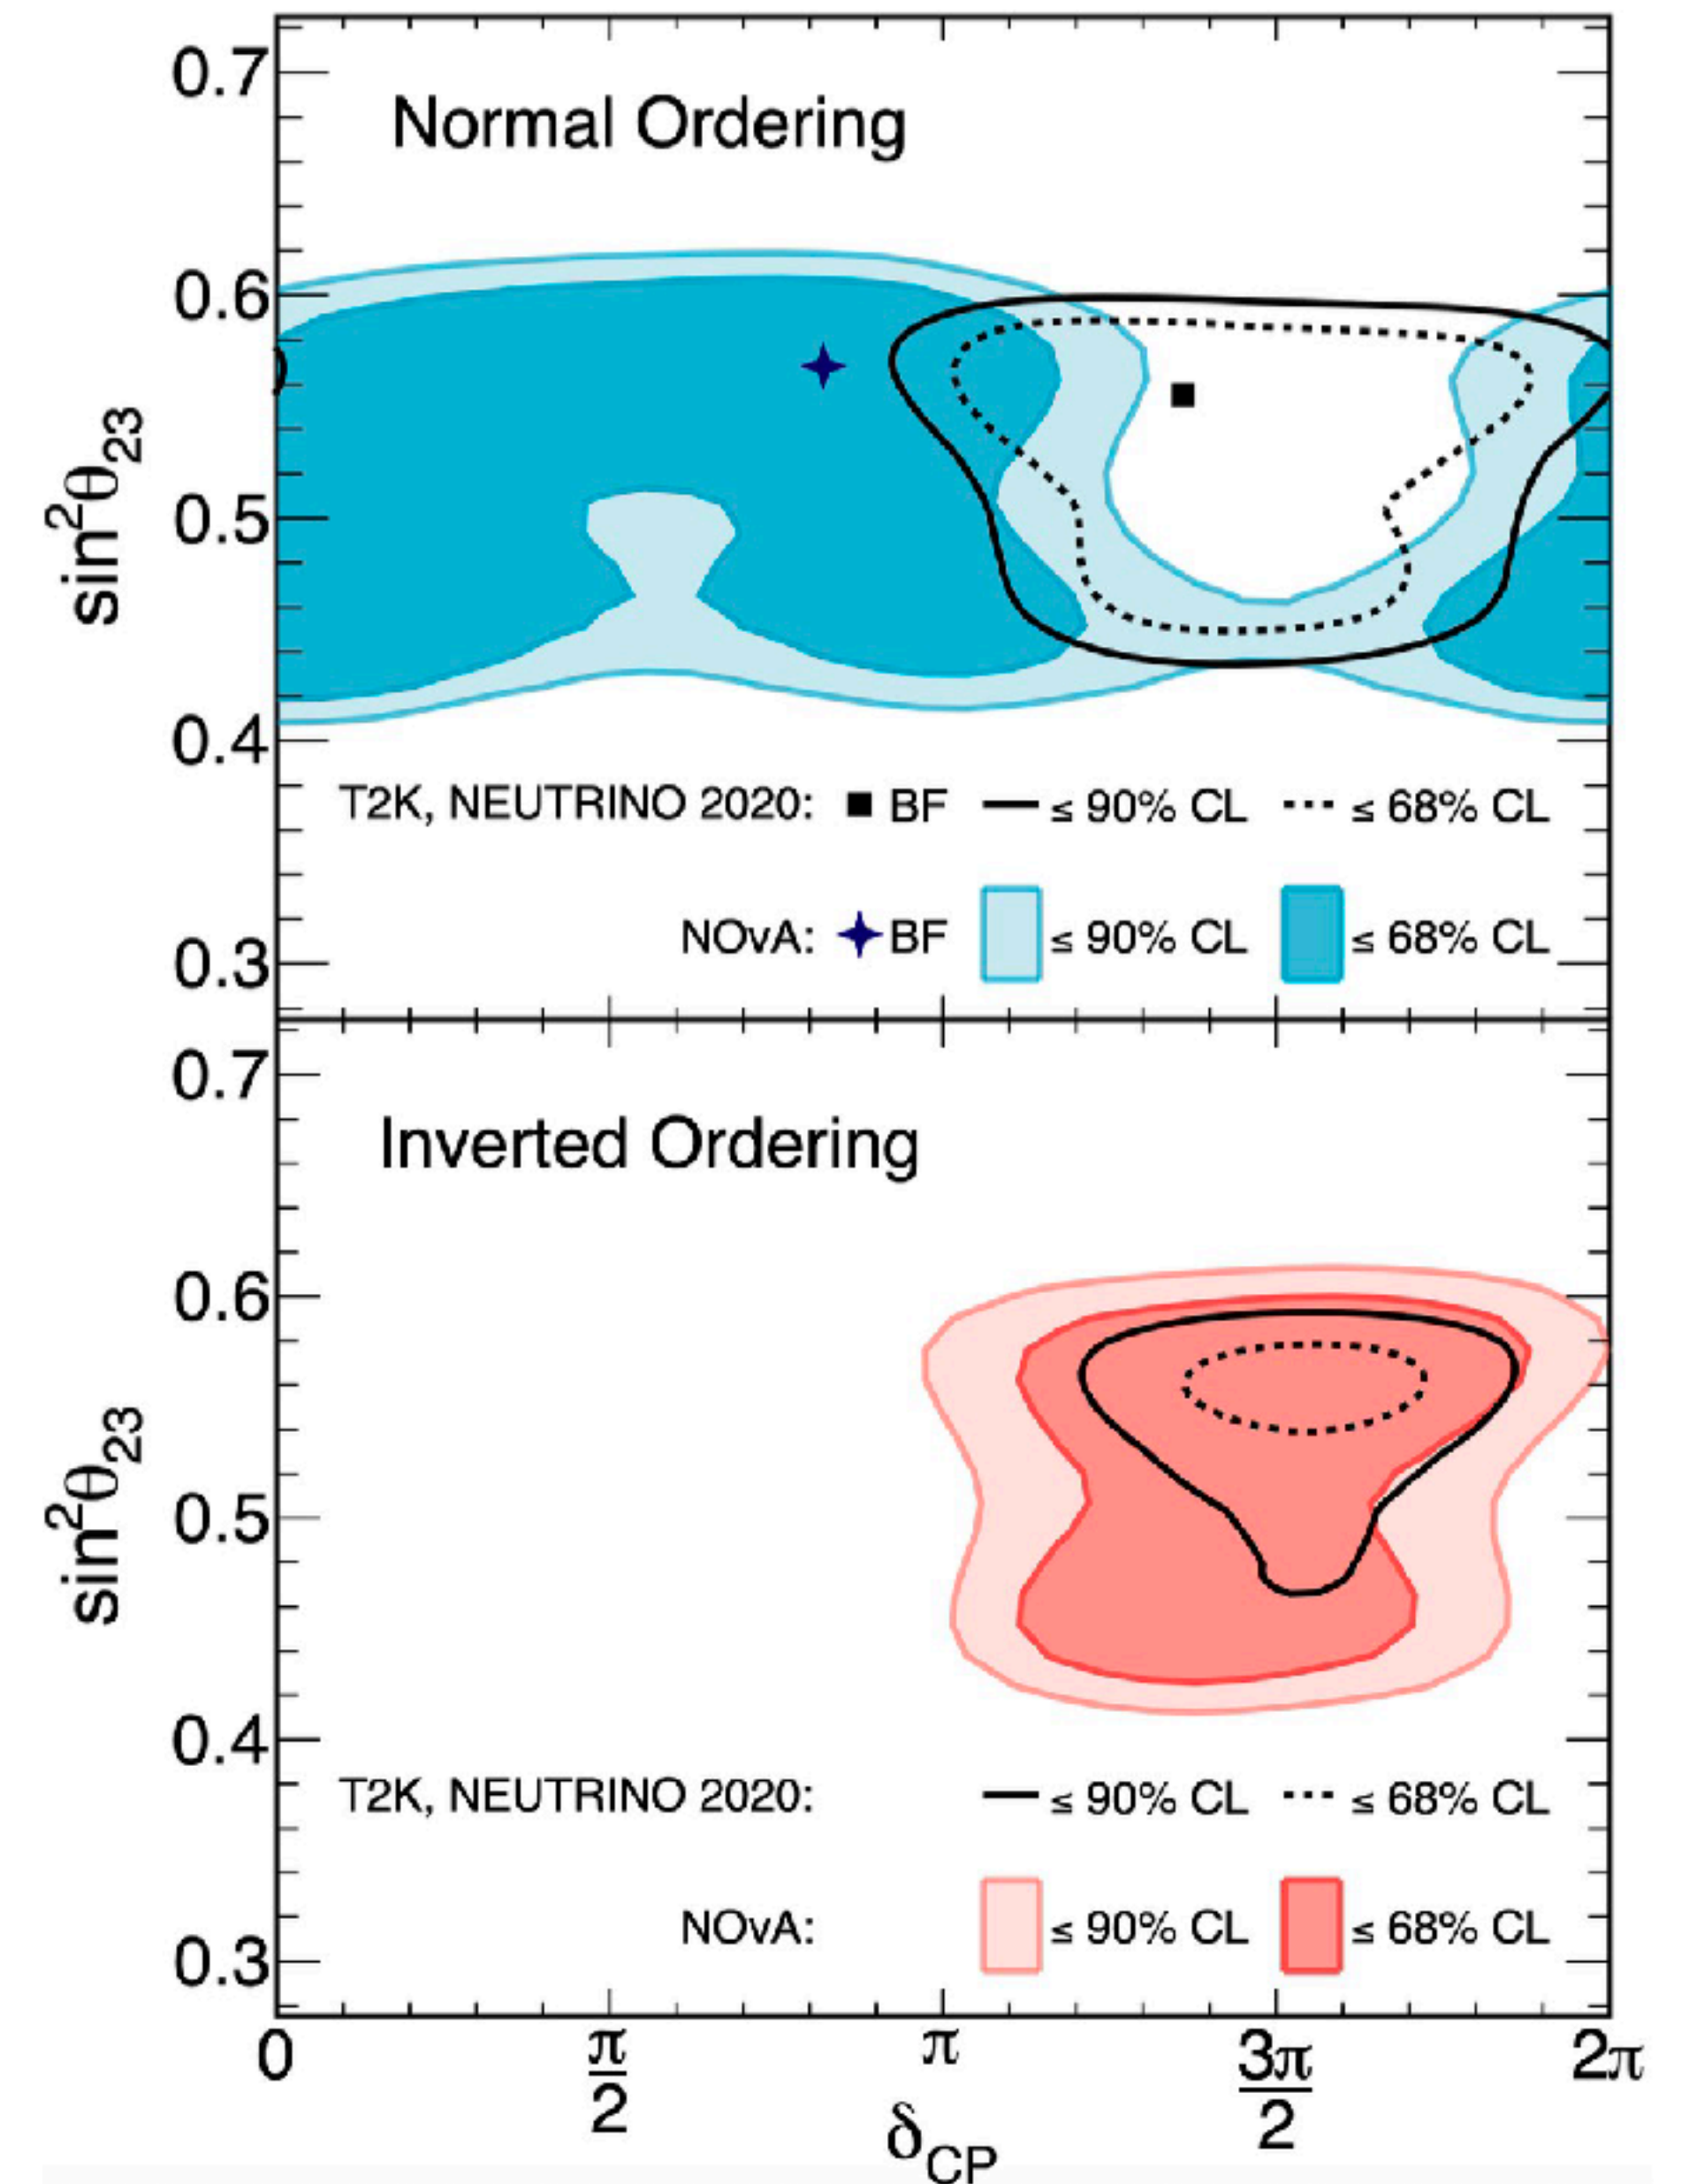 0.7
Normal Ordering
0.6
sin²θ₂₃
0.5
0.4
T2K, NEUTRINO 2020: BF ≤ 90% CL ≤ 68% CL
NOvA: BF ≤ 90% CL ≤ 68% CL
0.3
0.7
Inverted Ordering
0.6
sin²θ₂₃
0.5
0.4
T2K, NEUTRINO 2020: ≤ 90% CL ≤ 68% CL
NOvA: ≤ 90% CL ≤ 68% CL
0.3
0 π/2 π 3π/2 2π
δ_CP